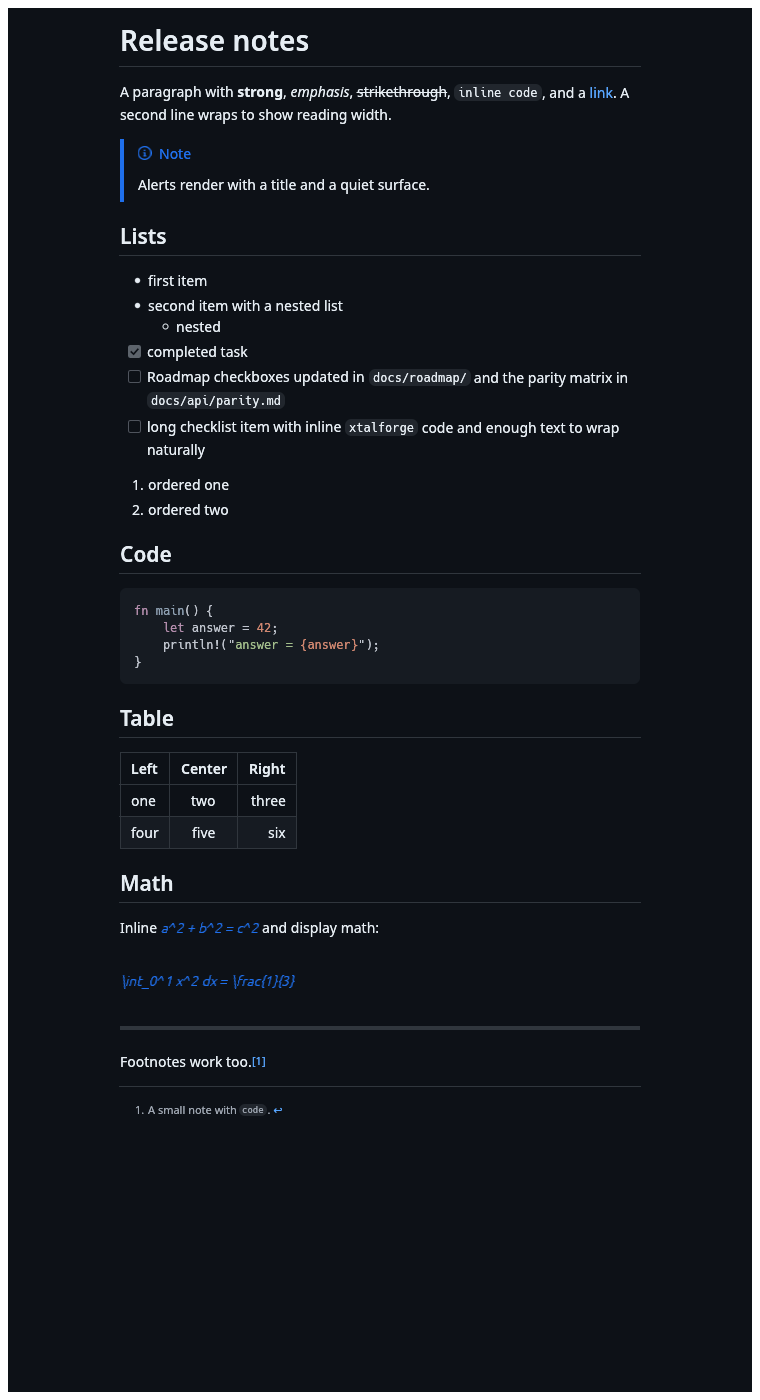 Release notes
A paragraph with strong, emphasis, strikethrough, inline code, and a link. A
second line wraps to show reading width.
Note
Alerts render with a title and a quiet surface.
Lists
first item
second item with a nested list
nested
completed task
Roadmap checkboxes updated in docs/roadmap/ and the parity matrix in
docs/api/parity.md
long checklist item with inline xtalforge code and enough text to wrap
naturally
1. ordered one
2. ordered two
Code
fn main() {
    let answer = 42;
    println!("answer = {answer}");
}
Table
Left Center Right
one two three
four five six
Math
Inline a^2 + b^2 = c^2 and display math:
\int_0^1 x^2 dx = \frac{1}{3}
Footnotes work too.[1]
1. A small note with code. ↩